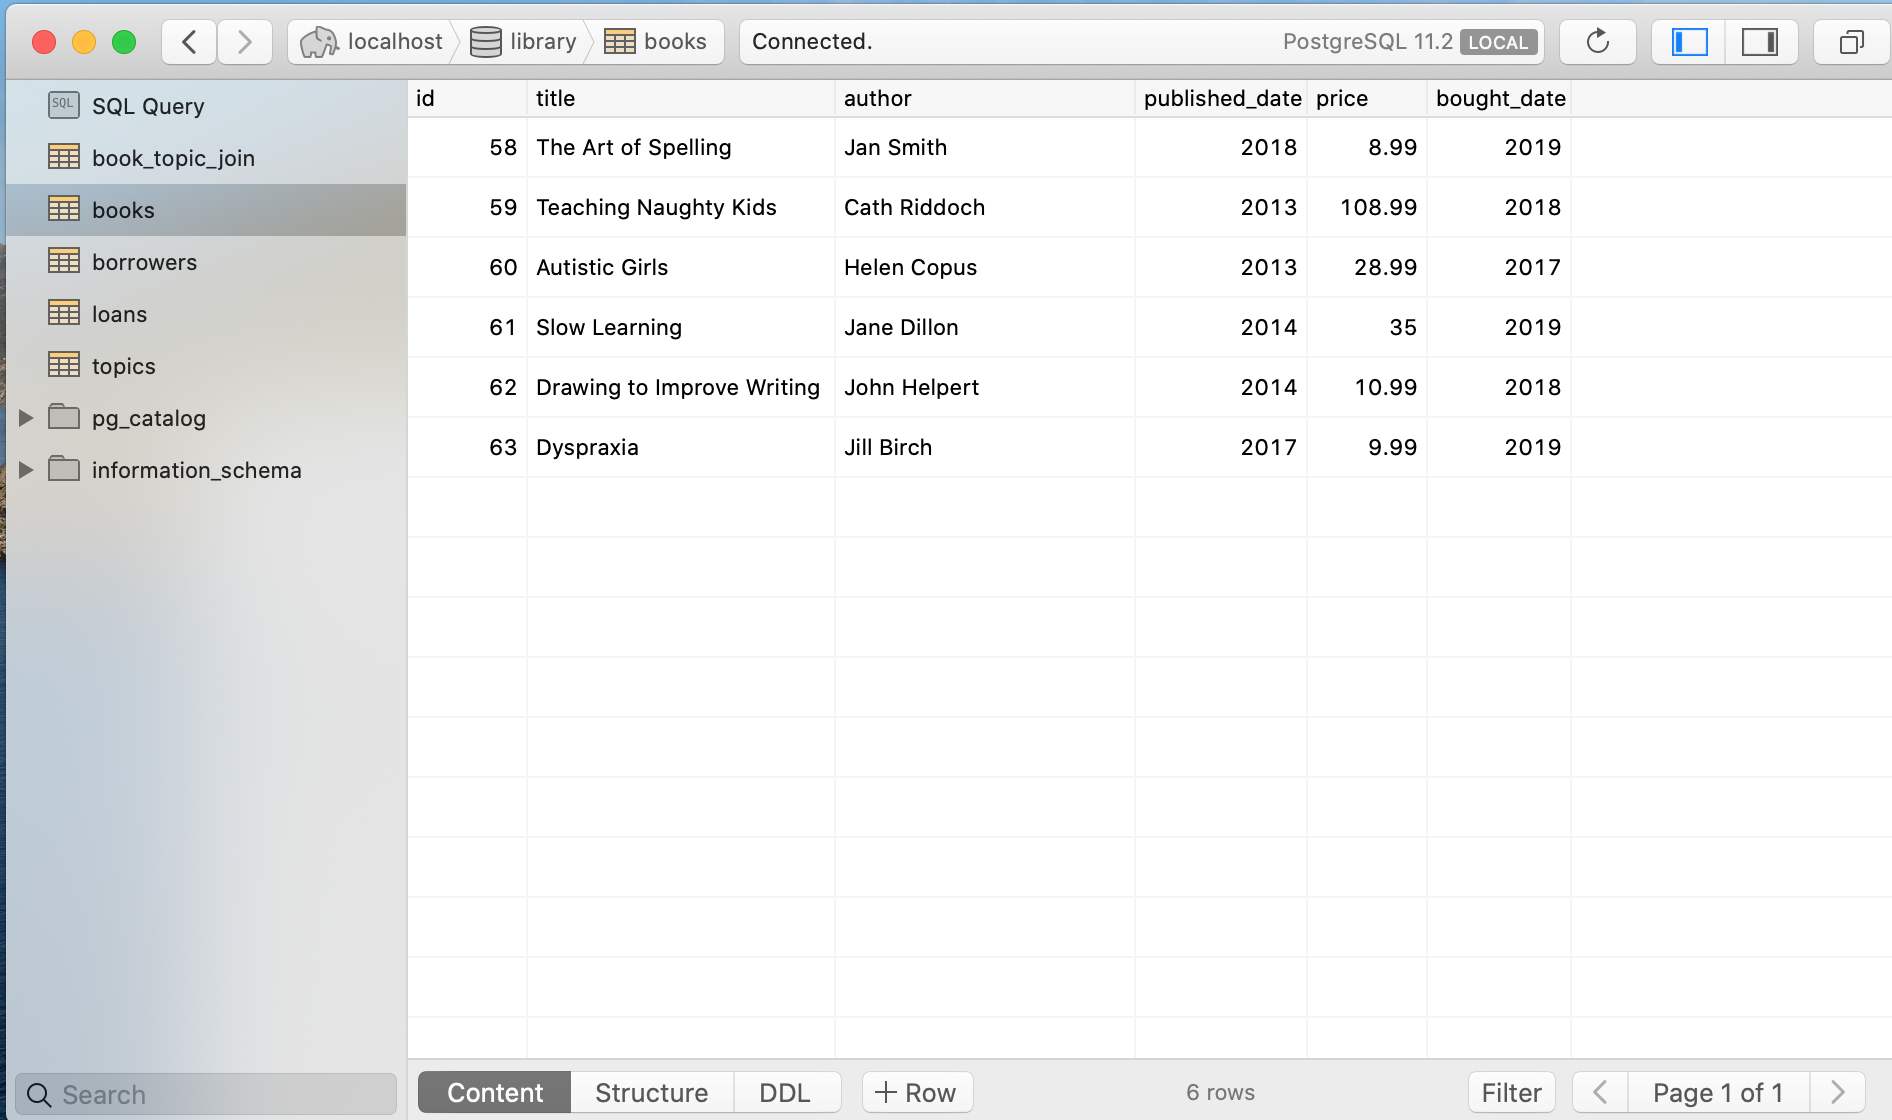 localhost library books Connected. PostgreSQL 11.2 LOCAL
SQL SQL Query
book_topic_join
books
borrowers
loans
topics
pg_catalog
information_schema
Search
id title author published_date price bought_date
58 The Art of Spelling Jan Smith 2018 8.99 2019
59 Teaching Naughty Kids Cath Riddoch 2013 108.99 2018
60 Autistic Girls Helen Copus 2013 28.99 2017
61 Slow Learning Jane Dillon 2014 35 2019
62 Drawing to Improve Writing John Helpert 2014 10.99 2018
63 Dyspraxia Jill Birch 2017 9.99 2019
Content Structure DDL + Row 6 rows Filter Page 1 of 1